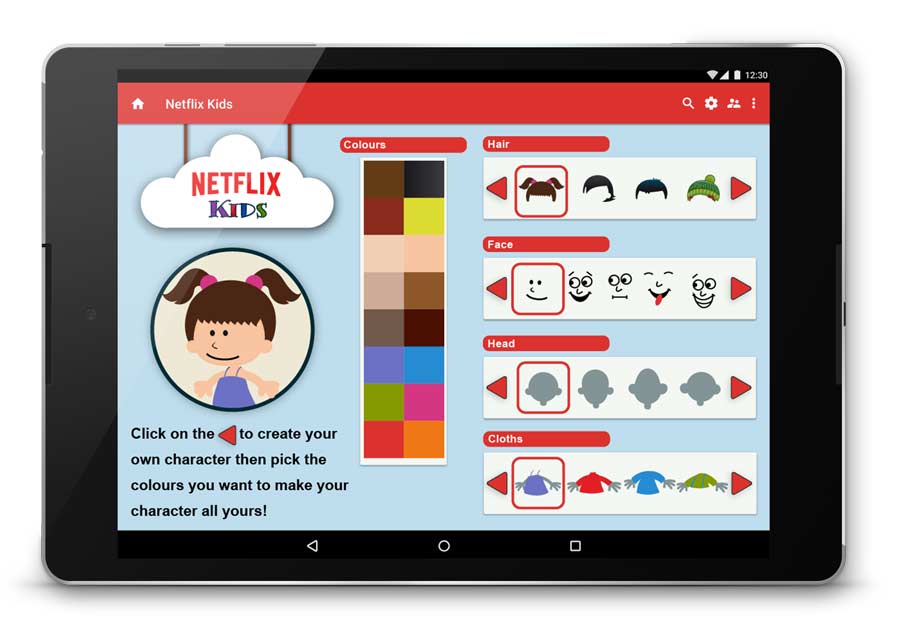 12:30
Netflix Kids
NETFLIX
KIDS
Colours
Hair
Face
Head
Cloths
Click on the to create your
own character then pick the
colours you want to make your
character all yours!